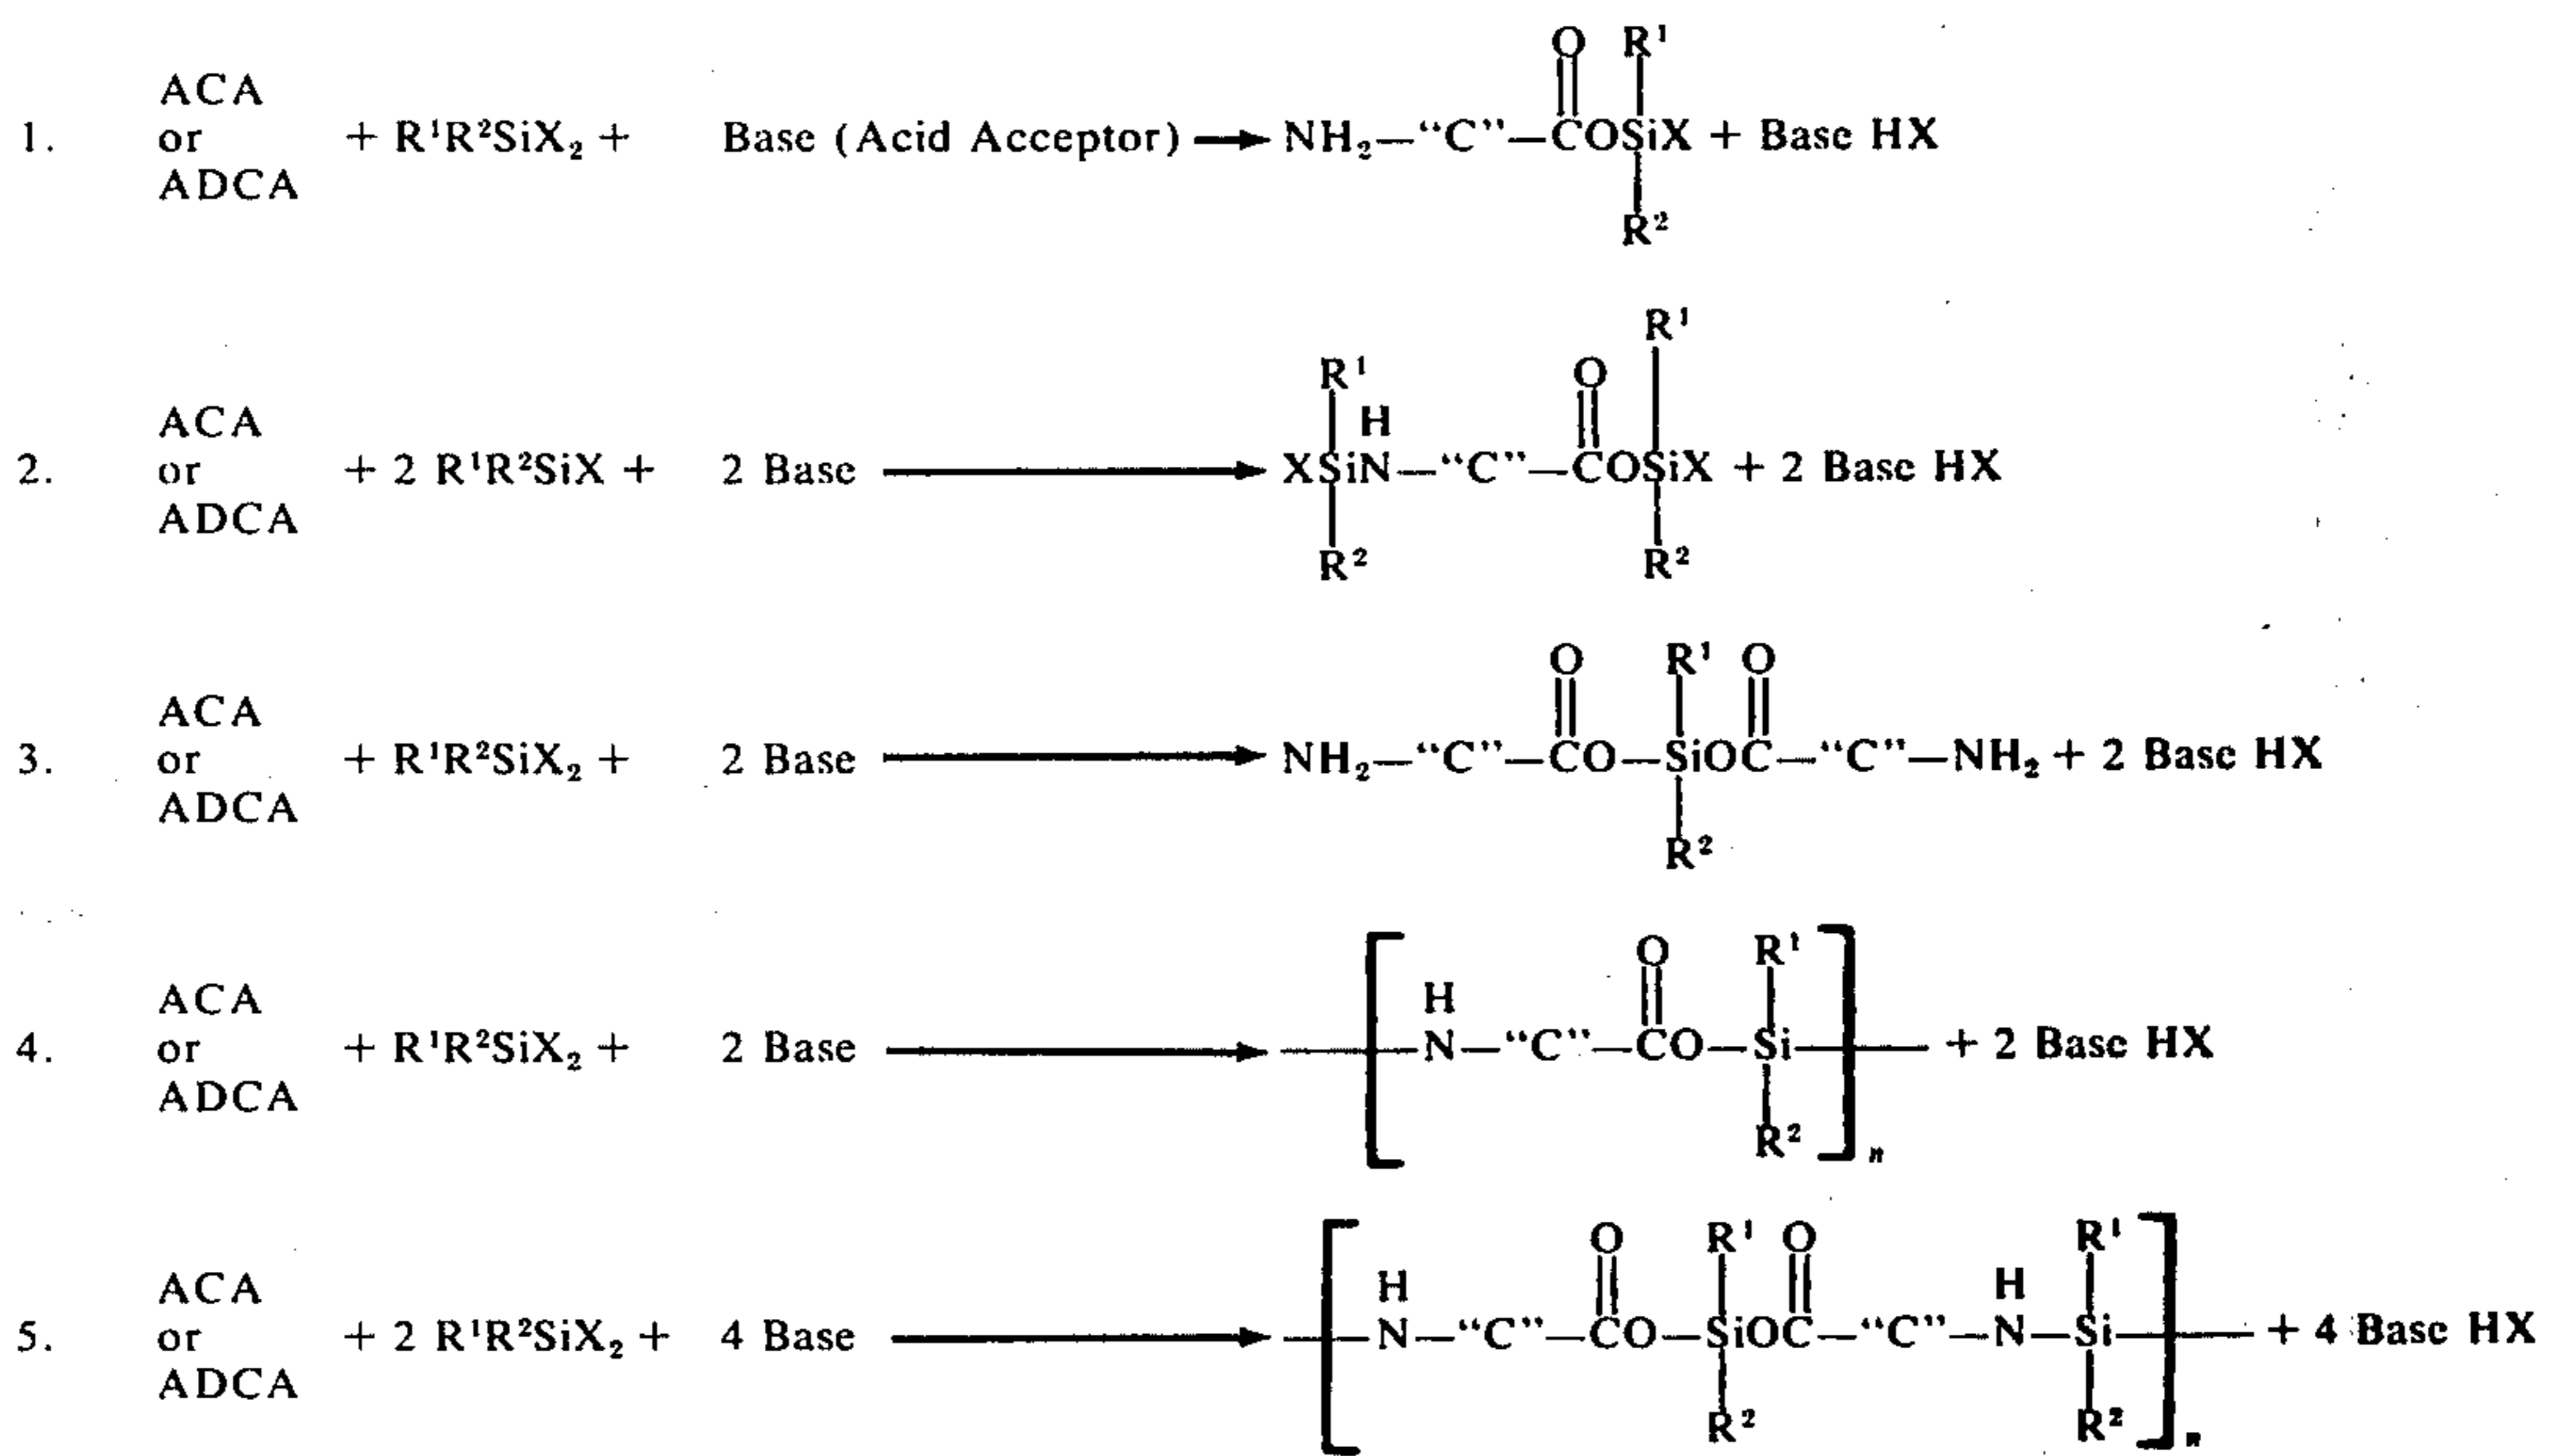 O R¹
ACA
1. or + R¹R²SiX₂ + Base (Acid Acceptor) → NH₂—“C”—COSiX + Base HX
ADCA
R²
R¹
R¹ O
ACA H
2. or + 2 R¹R²SiX + 2 Base → XSiN—“C”—COSiX + 2 Base HX
ADCA
R² R²
O R¹ O
ACA
3. or + R¹R²SiX₂ + 2 Base → NH₂—“C”—CO—SiOC—“C”—NH₂ + 2 Base HX
ADCA
R²
O R¹
ACA H
4. or + R¹R²SiX₂ + 2 Base → N—“C”—CO—Si + 2 Base HX
ADCA
R² n
O R¹ O R¹
ACA H H
5. or + 2 R¹R²SiX₂ + 4 Base → N—“C”—CO—SiOC—“C”—N—Si + 4 Base HX
ADCA
R² R² n